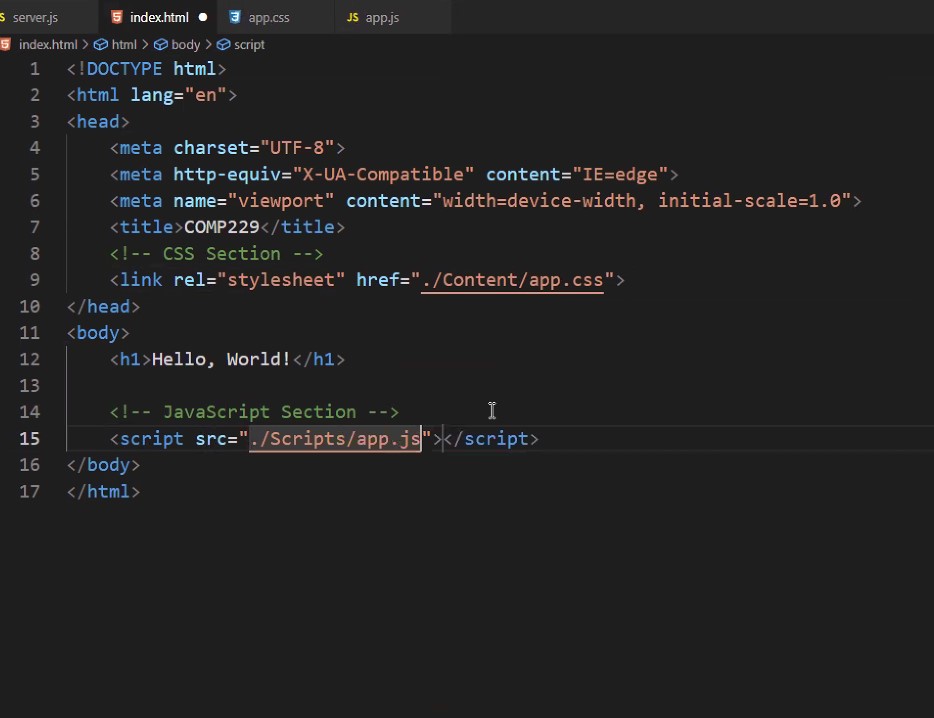 server.js index.html app.css JS app.js
index.html > html > body > script
1 <!DOCTYPE html>
2 <html lang="en">
3 <head>
4 <meta charset="UTF-8">
5 <meta http-equiv="X-UA-Compatible" content="IE=edge">
6 <meta name="viewport" content="width=device-width, initial-scale=1.0">
7 <title>COMP229</title>
8 <!-- CSS Section -->
9 <link rel="stylesheet" href="./Content/app.css">
10 </head>
11 <body>
12 <h1>Hello, World!</h1>
13
14 <!-- JavaScript Section -->
15 <script src="./Scripts/app.js"></script>
16 </body>
17 </html>